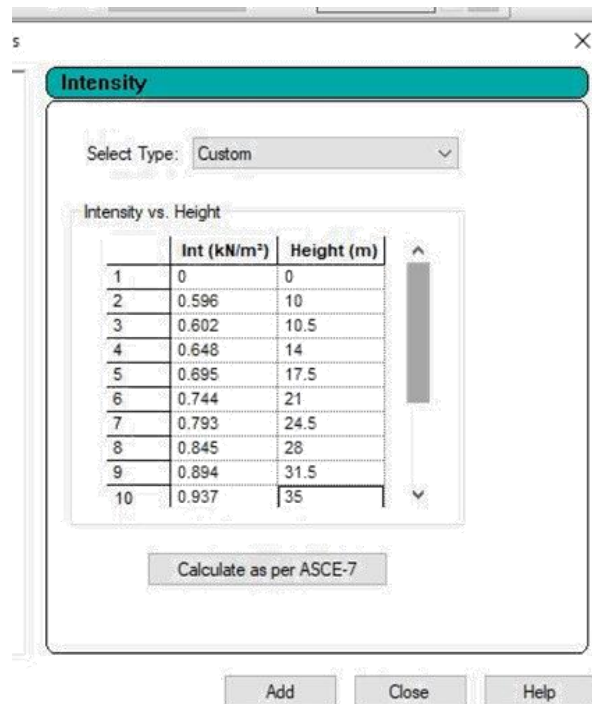 s
Intensity
Select Type: Custom
Intensity vs. Height
Int (kN/m²) Height (m)
1 0 0
2 0.596 10
3 0.602 10.5
4 0.648 14
5 0.695 17.5
6 0.744 21
7 0.793 24.5
8 0.845 28
9 0.894 31.5
10 0.937 35
Calculate as per ASCE-7
Add Close Help